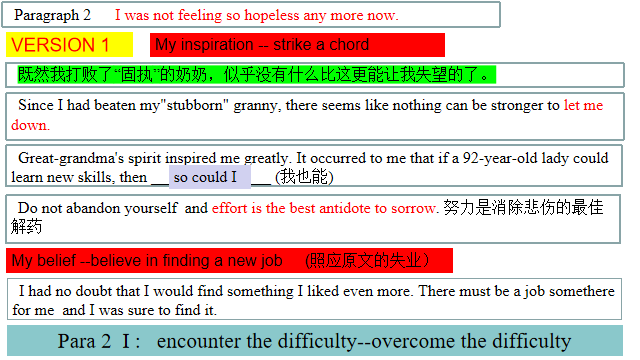 Paragraph 2 I was not feeling so hopeless any more now.
VERSION 1 My inspiration -- strike a chord
既然我打败了“固执”的奶奶，似乎没有什么比这更能让我失望的了。
Since I had beaten my"stubborn" granny, there seems like nothing can be stronger to let me
down.
Great-grandma's spirit inspired me greatly. It occurred to me that if a 92-year-old lady could
learn new skills, then __ so could I __ (我也能)
Do not abandon yourself and effort is the best antidote to sorrow. 努力是消除悲伤的最佳
解药
My belief --believe in finding a new job (照应原文的失业)
I had no doubt that I would find something I liked even more. There must be a job somethere
for me and I was sure to find it.
Para 2 I : encounter the difficulty--overcome the difficulty